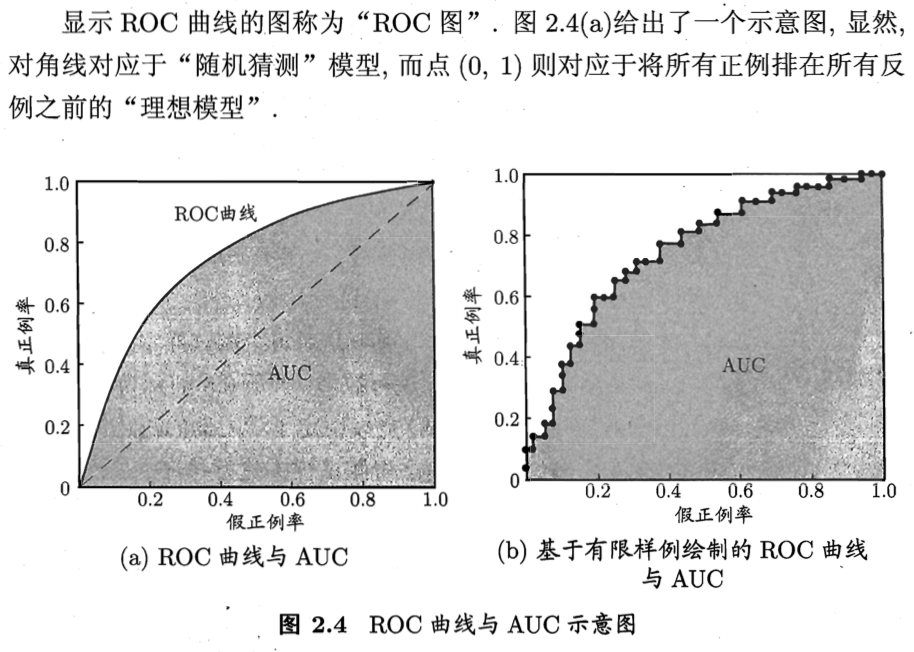 显示 ROC 曲线的图称为“ROC 图”. 图 2.4(a)给出了一个示意图, 显然,
对角线对应于“随机猜测”模型, 而点 (0, 1) 则对应于将所有正例排在所有反
例之前的“理想模型”.
1.0
0.8
0.6
0.4
0.2
0
真正例率
ROC曲线
AUC
0.2 0.4 0.6 0.8 1.0
假正例率
(a) ROC 曲线与 AUC
1.0
0.8
0.6
0.4
0.2
0
真正例率
AUC
0.2 0.4 0.6 0.8 1.0
假正例率
(b) 基于有限样例绘制的 ROC 曲线
与 AUC
图 2.4 ROC 曲线与 AUC 示意图